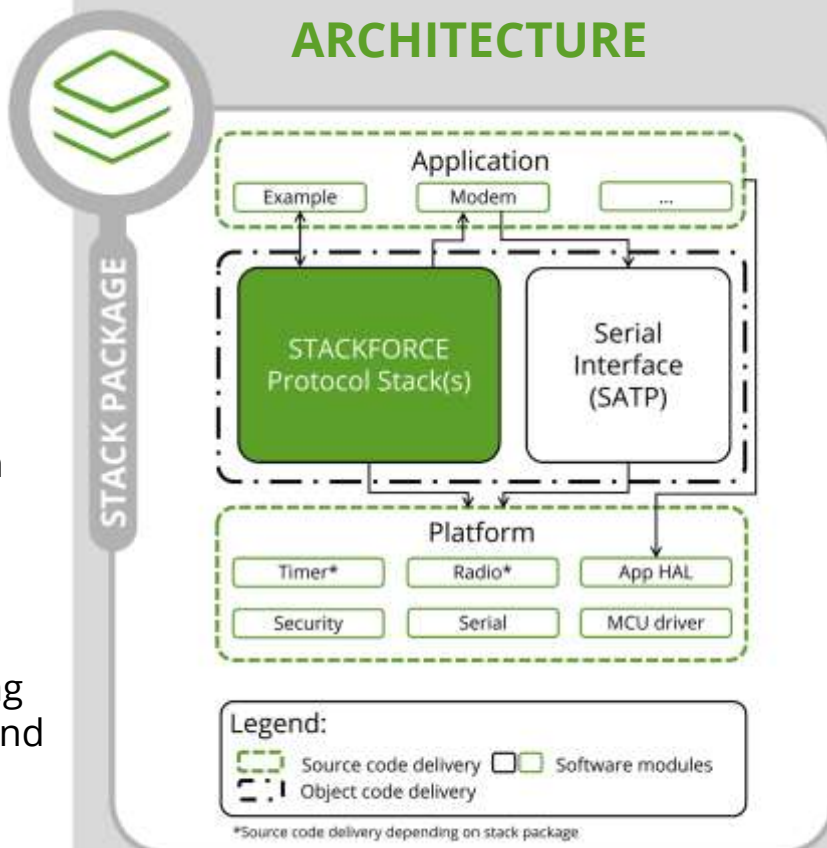 ARCHITECTURE
STACK PACKAGE
Application
Example
Modem
...
STACKFORCE
Protocol Stack(s)
Serial
Interface
(SATP)
Platform
Timer*
Radio*
App HAL
Security
Serial
MCU driver
Legend:
Source code delivery
Software modules
Object code delivery
*Source code delivery depending on stack package